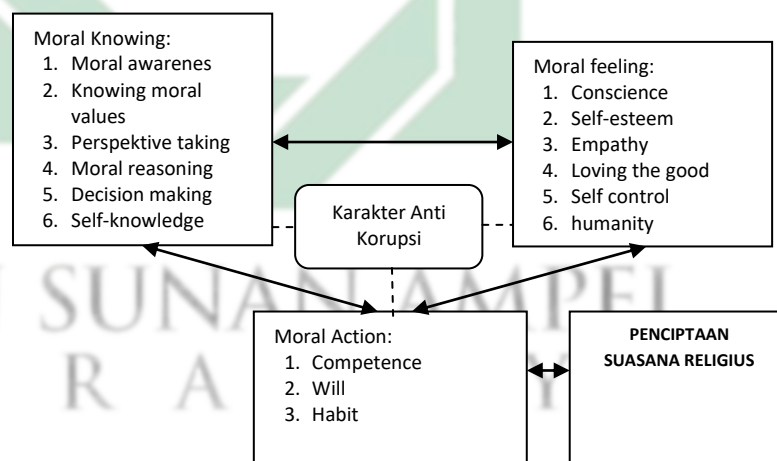 Moral Knowing:
1. Moral awarenes
2. Knowing moral
values
3. Perspektive taking
4. Moral reasoning
5. Decision making
6. Self-knowledge
Moral feeling:
1. Conscience
2. Self-esteem
3. Empathy
4. Loving the good
5. Self control
6. humanity
Karakter Anti
Korupsi
SUNAN AMPEL
Moral Action:
1. Competence
2. Will
3. Habit
PENCIPTAAN
SUASANA RELIGIUS
R A Y